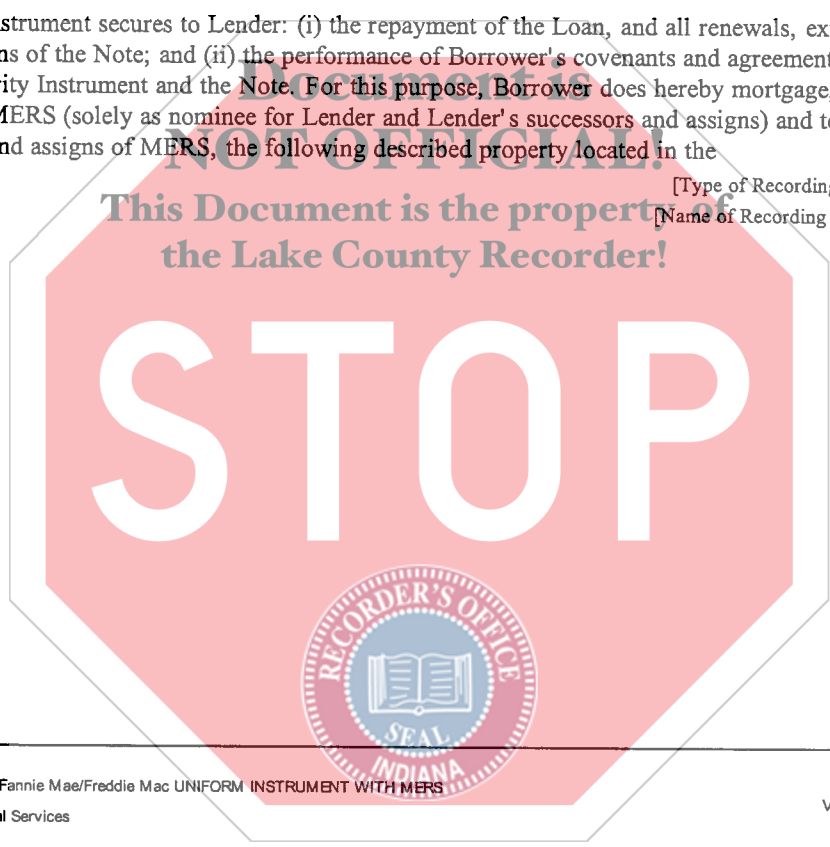 strument secures to Lender: (i) the repayment of the Loan, and all renewals, ex
ns of the Note; and (ii) the performance of Borrower's covenants and agreement
ity Instrument and the Note. For this purpose, Borrower does hereby mortgage,
MERS (solely as nominee for Lender and Lender's successors and assigns) and to
nd assigns of MERS, the following described property located in the
[Type of Recording
[Name of Recording
Document is
NOT OFFICIAL!
This Document is the property of
the Lake County Recorder!
STOP
RECORDER'S OFFICE
SEAL
INDIANA
Fannie Mae/Freddie Mac UNIFORM INSTRUMENT WITH MERS
l Services
V